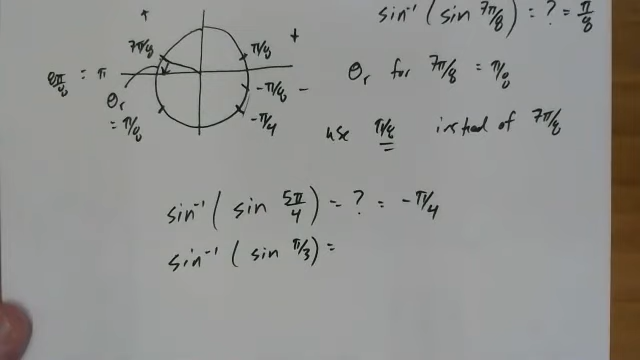 sin⁻¹ ( sin 7π/8 ) = ? = π/8
+
+
7π/8
π/8
8π/8 = π
θr for 7π/8 = π/8
θr = π/8
-π/8 -
-π/4
use π/8 instead of 7π/8
sin⁻¹ ( sin 5π/4 ) = ? = -π/4
sin⁻¹ ( sin π/3 ) =